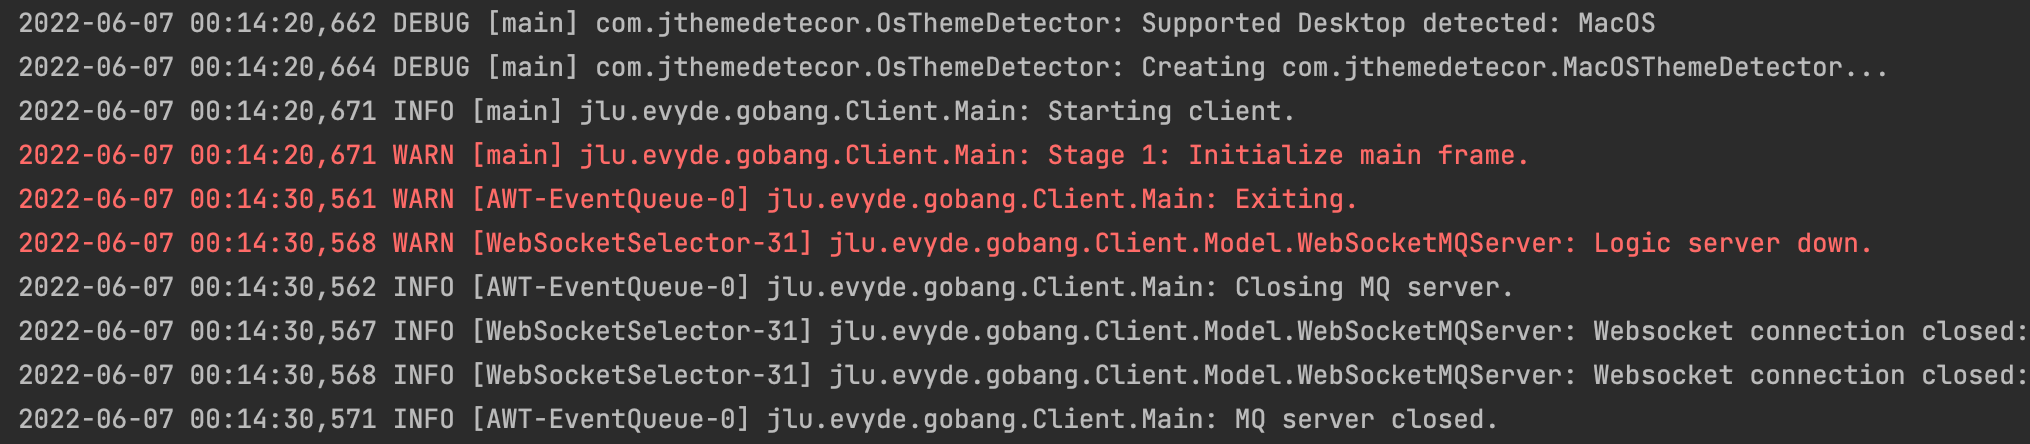 2022-06-07 00:14:20,662 DEBUG [main] com.jthemedetecor.OsThemeDetector: Supported Desktop detected: MacOS
2022-06-07 00:14:20,664 DEBUG [main] com.jthemedetecor.OsThemeDetector: Creating com.jthemedetecor.MacOSThemeDetector...
2022-06-07 00:14:20,671 INFO [main] jlu.evyde.gobang.Client.Main: Starting client.
2022-06-07 00:14:20,671 WARN [main] jlu.evyde.gobang.Client.Main: Stage 1: Initialize main frame.
2022-06-07 00:14:30,561 WARN [AWT-EventQueue-0] jlu.evyde.gobang.Client.Main: Exiting.
2022-06-07 00:14:30,568 WARN [WebSocketSelector-31] jlu.evyde.gobang.Client.Model.WebSocketMQServer: Logic server down.
2022-06-07 00:14:30,562 INFO [AWT-EventQueue-0] jlu.evyde.gobang.Client.Main: Closing MQ server.
2022-06-07 00:14:30,567 INFO [WebSocketSelector-31] jlu.evyde.gobang.Client.Model.WebSocketMQServer: Websocket connection closed:
2022-06-07 00:14:30,568 INFO [WebSocketSelector-31] jlu.evyde.gobang.Client.Model.WebSocketMQServer: Websocket connection closed:
2022-06-07 00:14:30,571 INFO [AWT-EventQueue-0] jlu.evyde.gobang.Client.Main: MQ server closed.